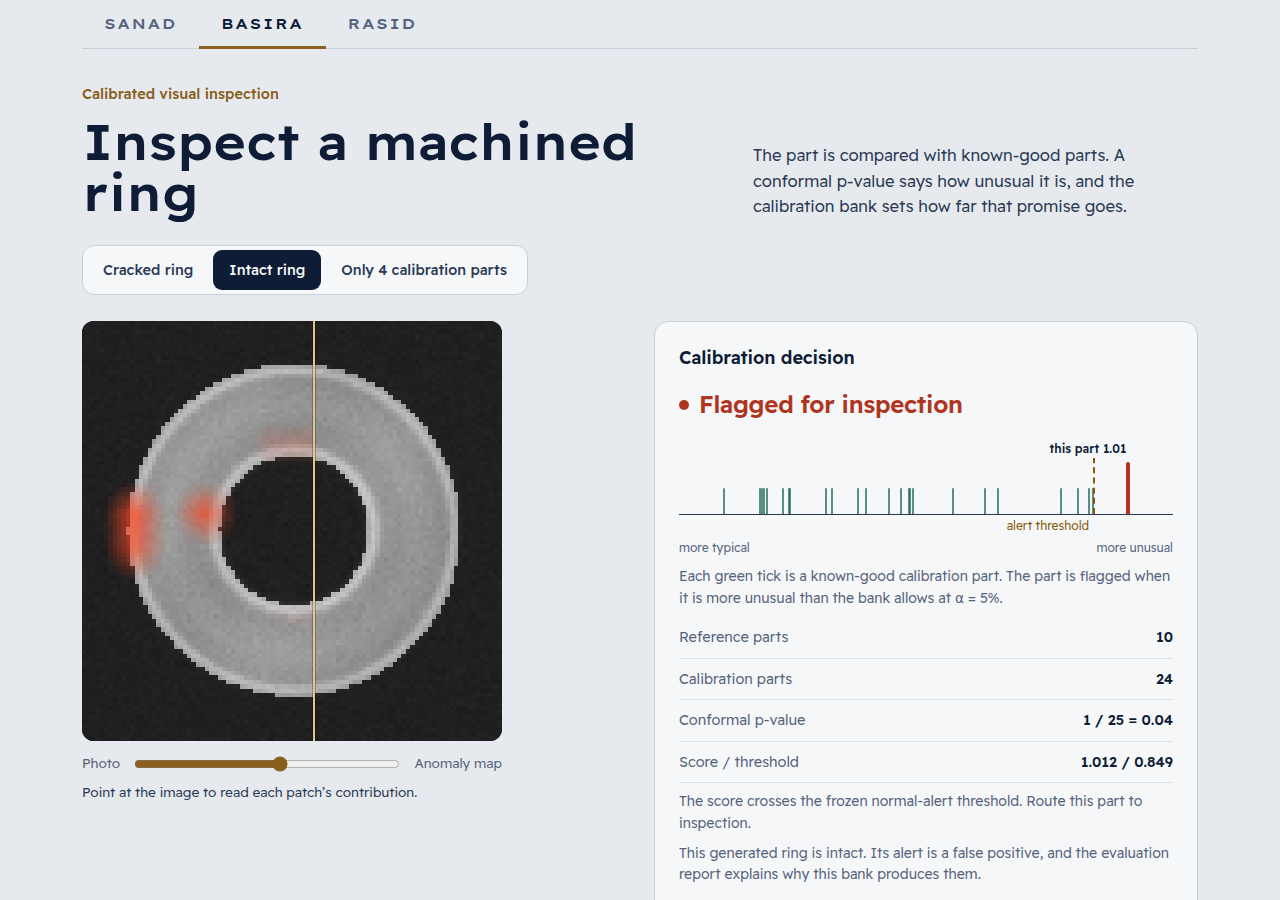 SANAD BASIRA RASID
Calibrated visual inspection
Inspect a machined
ring
The part is compared with known-good parts. A
conformal p-value says how unusual it is, and the
calibration bank sets how far that promise goes.
Cracked ring Intact ring Only 4 calibration parts
Calibration decision
Flagged for inspection
this part 1.01
alert threshold
more typical more unusual
Each green tick is a known-good calibration part. The part is flagged when
it is more unusual than the bank allows at α = 5%.
Reference parts 10
Calibration parts 24
Conformal p-value 1 / 25 = 0.04
Score / threshold 1.012 / 0.849
The score crosses the frozen normal-alert threshold. Route this part to
inspection.
This generated ring is intact. Its alert is a false positive, and the evaluation
report explains why this bank produces them.
Photo Anomaly map
Point at the image to read each patch’s contribution.